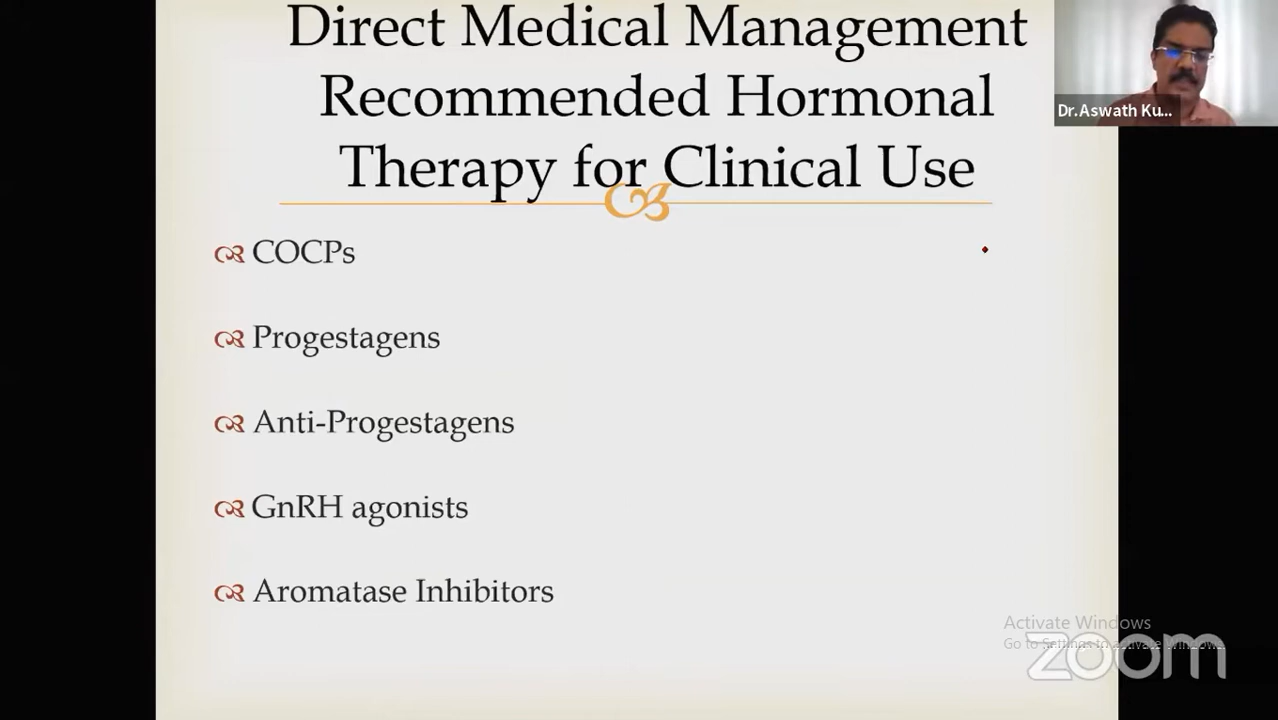 Direct Medical Management
Recommended Hormonal
Therapy for Clinical Use
Dr.Aswath Ku...
COCPs
Progestagens
Anti-Progestagens
GnRH agonists
Aromatase Inhibitors
Activate Windows
Go to Settings to activate Windows.
zoom